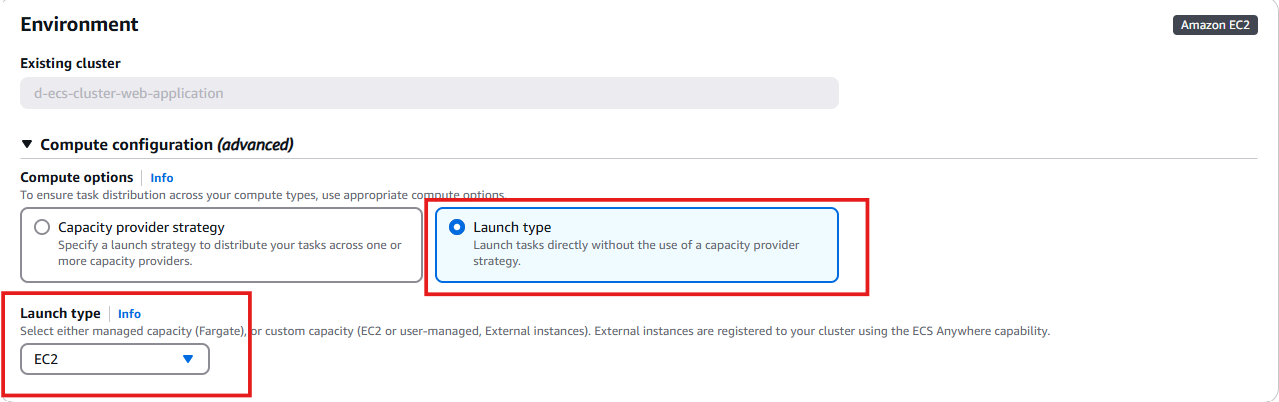 Environment
Amazon EC2
Existing cluster
d-ecs-cluster-web-application
Compute configuration (advanced)
Compute options Info
To ensure task distribution across your compute types, use appropriate compute options.
Capacity provider strategy
Specify a launch strategy to distribute your tasks across one or
more capacity providers.
Launch type
Launch tasks directly without the use of a capacity provider
strategy.
Launch type Info
Select either managed capacity (Fargate), or custom capacity (EC2 or user-managed, External instances). External instances are registered to your cluster using the ECS Anywhere capability.
EC2